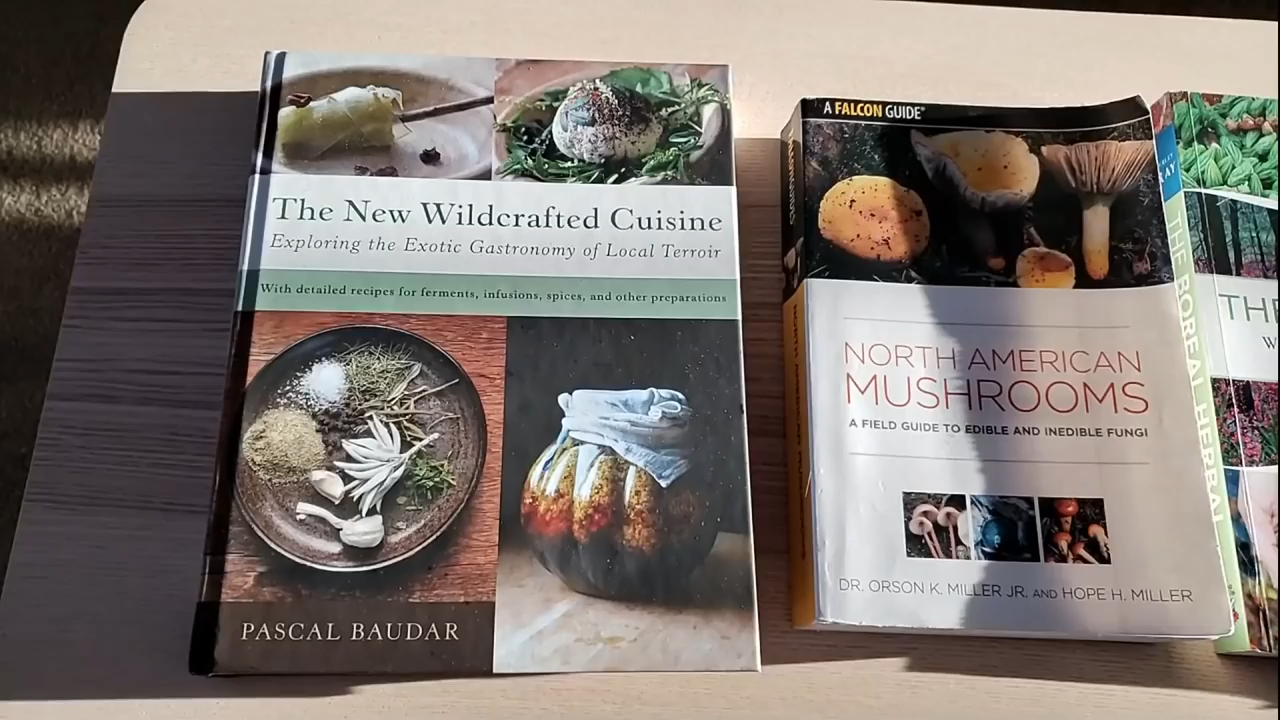 The New Wildcrafted Cuisine
Exploring the Exotic Gastronomy of Local Terroir
With detailed recipes for ferments, infusions, spices, and other preparations
PASCAL BAUDAR
A FALCON GUIDE®
NORTH AMERICAN
MUSHROOMS
A FIELD GUIDE TO EDIBLE AND INEDIBLE FUNGI
DR. ORSON K. MILLER JR. AND HOPE H. MILLER
THE BOREAL HERBAL